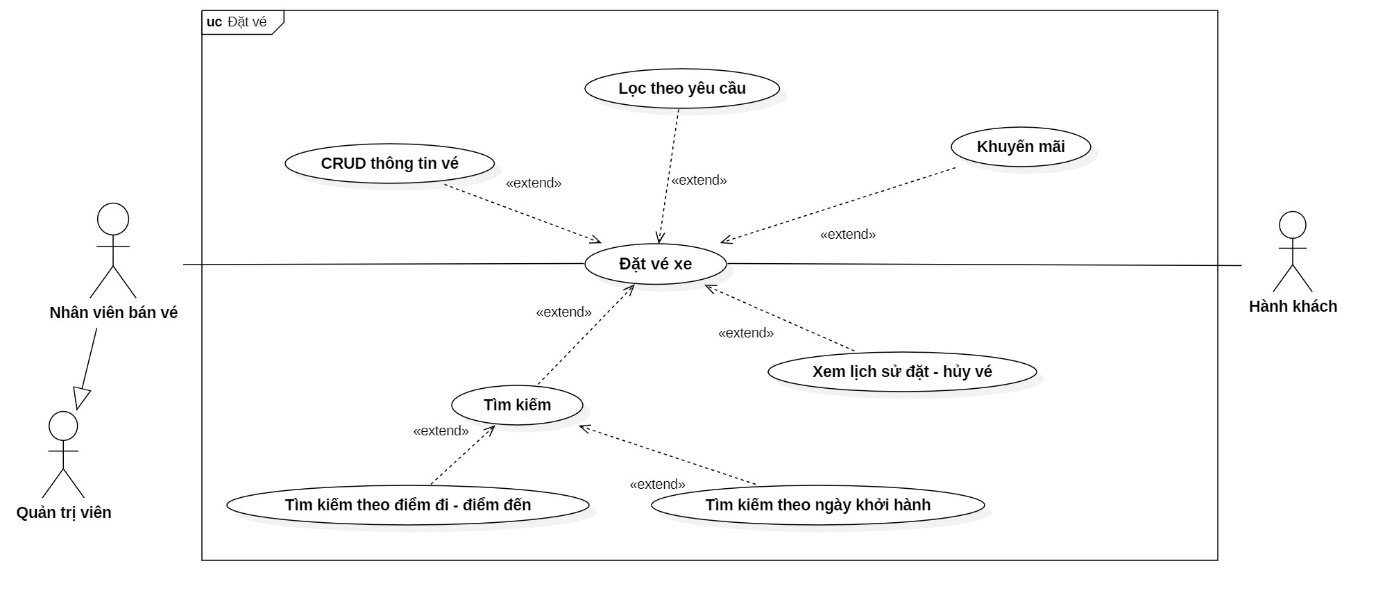 uc Đặt vé
Lọc theo yêu cầu
Khuyến mãi
CRUD thông tin vé
«extend»
«extend»
«extend»
Đặt vé xe
Nhân viên bán vé
Hành khách
«extend»
«extend»
Xem lịch sử đặt - hủy vé
Tìm kiếm
«extend»
«extend»
Tìm kiếm theo điểm đi - điểm đến
Tìm kiếm theo ngày khởi hành
Quản trị viên